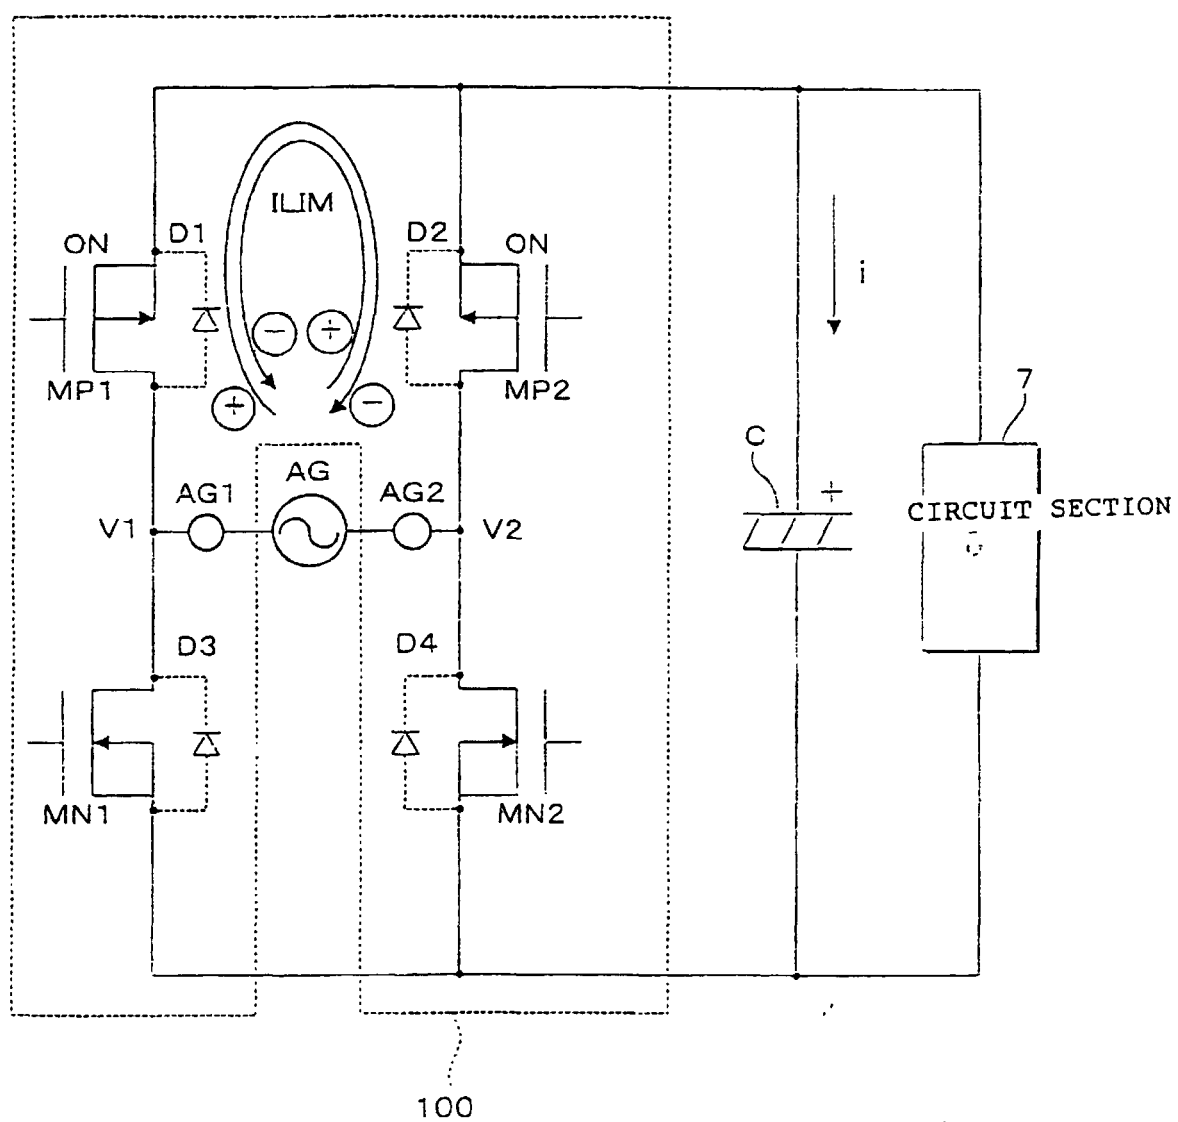 ILIM
D1
D2
ON
ON
i
− +
MP1
MP2
+ −
7
C
+
AG
AG1
AG2
V1
V2
CIRCUIT SECTION
D3
D4
MN1
MN2
100